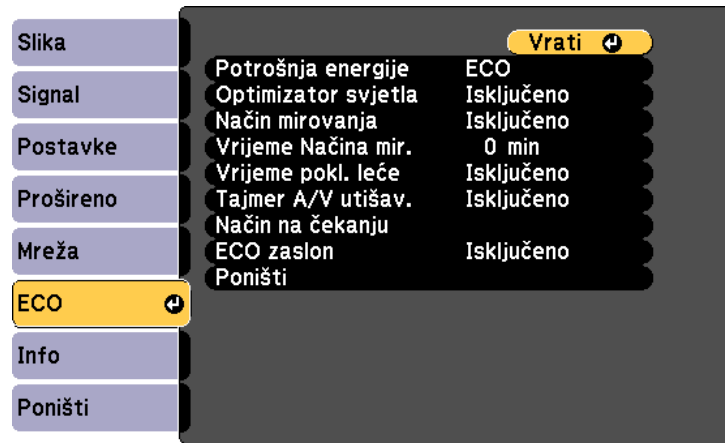 Slika
Signal
Postavke
Prošireno
Mreža
ECO
Info
Poništi
Vrati
Potrošnja energije ECO
Optimizator svjetla Isključeno
Način mirovanja Isključeno
Vrijeme Načina mir. 0 min
Vrijeme pokl. leće Isključeno
Tajmer A/V utišav. Isključeno
Način na čekanju
ECO zaslon Isključeno
Poništi